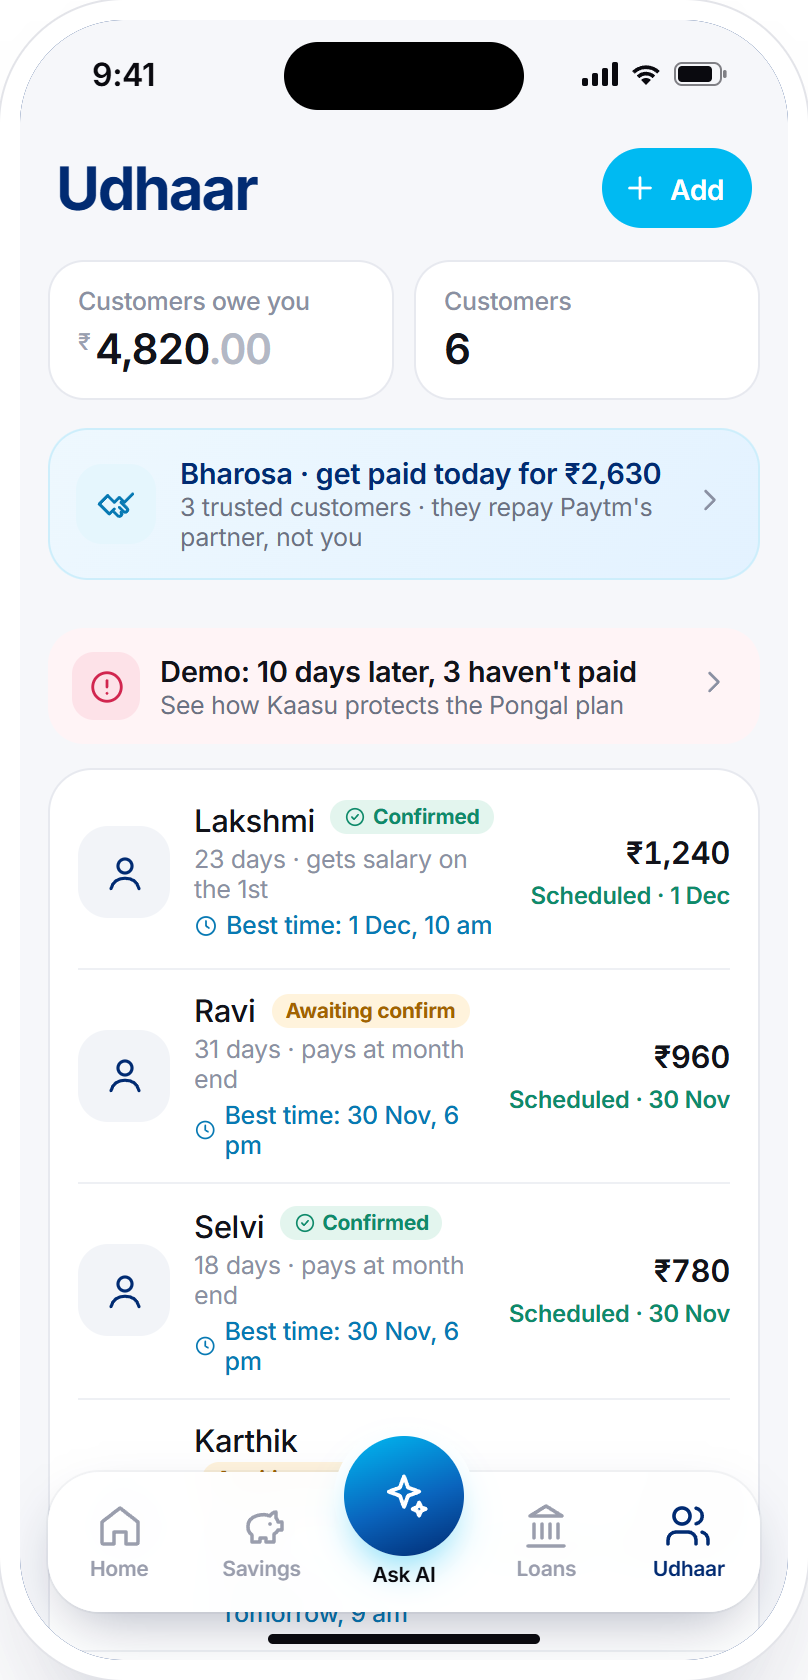 9:41
Udhaar
+ Add
Customers owe you
₹4,820.00
Customers
6
Bharosa · get paid today for ₹2,630
3 trusted customers · they repay Paytm's
partner, not you
Demo: 10 days later, 3 haven't paid
See how Kaasu protects the Pongal plan
Lakshmi Confirmed
23 days · gets salary on
the 1st
Best time: 1 Dec, 10 am
₹1,240
Scheduled · 1 Dec
Ravi Awaiting confirm
31 days · pays at month
end
Best time: 30 Nov, 6
pm
₹960
Scheduled · 30 Nov
Selvi Confirmed
18 days · pays at month
end
Best time: 30 Nov, 6
pm
₹780
Scheduled · 30 Nov
Karthik
Home
Savings
Ask AI
Loans
Udhaar
Tomorrow, 9 am